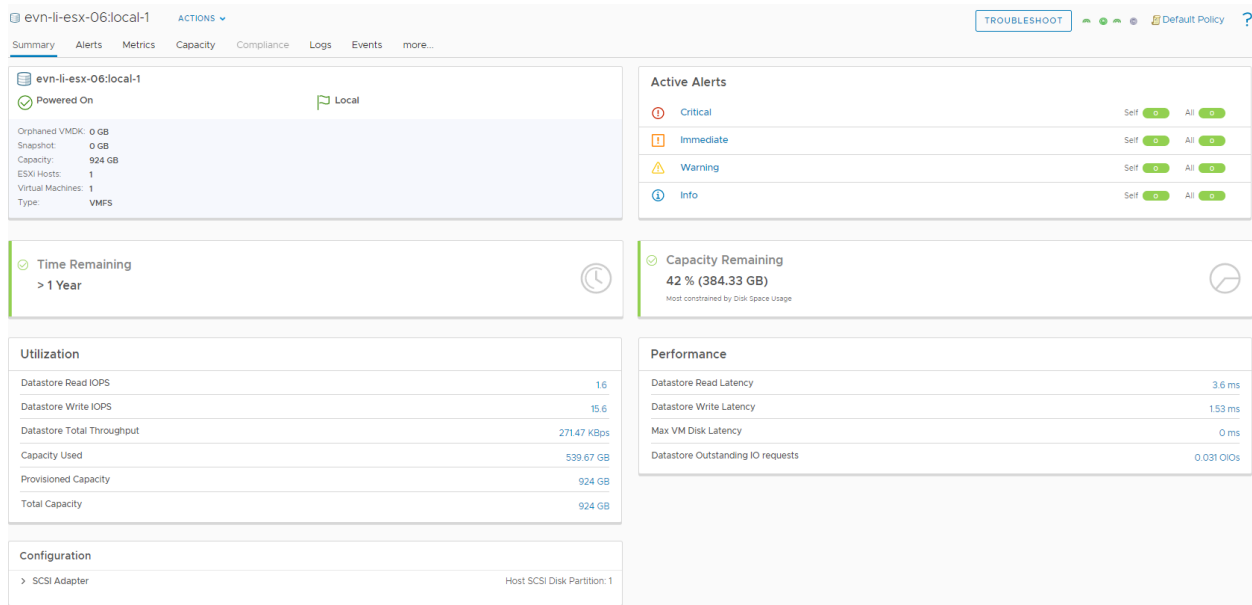 evn-li-esx-06:local-1 ACTIONS TROUBLESHOOT Default Policy ?
Summary Alerts Metrics Capacity Compliance Logs Events more...
evn-li-esx-06:local-1
Powered On Local
Orphaned VMDK: 0 GB
Snapshot: 0 GB
Capacity: 924 GB
ESXi Hosts: 1
Virtual Machines: 1
Type: VMFS
Active Alerts
Critical Self 0 All 0
Immediate Self 0 All 0
Warning Self 0 All 0
Info Self 0 All 0
Time Remaining
> 1 Year
Capacity Remaining
42 % (384.33 GB)
Most constrained by Disk Space Usage
Utilization
Datastore Read IOPS 1.6
Datastore Write IOPS 15.6
Datastore Total Throughput 271.47 KBps
Capacity Used 539.67 GB
Provisioned Capacity 924 GB
Total Capacity 924 GB
Performance
Datastore Read Latency 3.6 ms
Datastore Write Latency 1.53 ms
Max VM Disk Latency 0 ms
Datastore Outstanding IO requests 0.031 OIOs
Configuration
> SCSI Adapter Host SCSI Disk Partition: 1